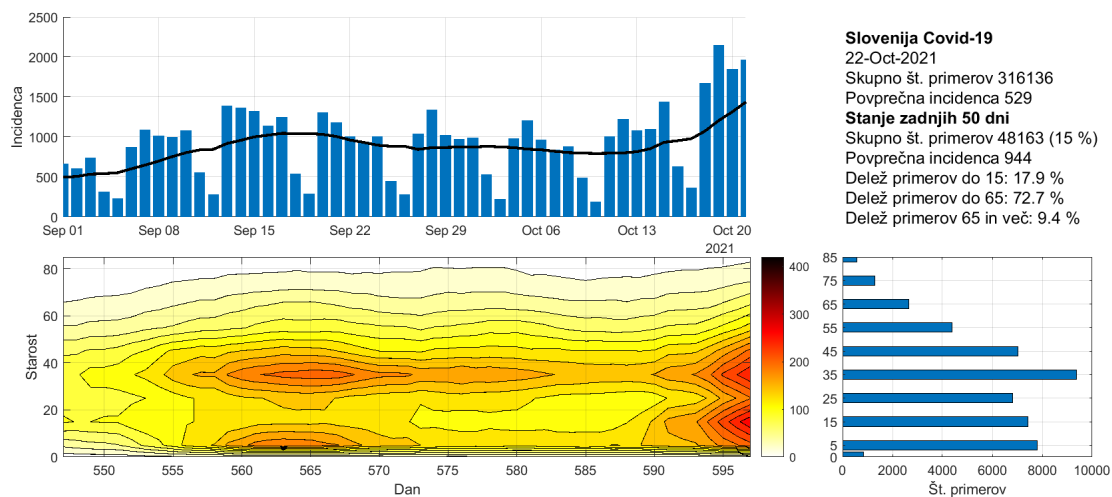 2500
2000
1500
1000
500
0
Incidenca
Sep 01 Sep 08 Sep 15 Sep 22 Sep 29 Oct 06 Oct 13 Oct 20
2021
Slovenija Covid-19
22-Oct-2021
Skupno št. primerov 316136
Povprečna incidenca 529
Stanje zadnjih 50 dni
Skupno št. primerov 48163 (15 %)
Povprečna incidenca 944
Delež primerov do 15: 17.9 %
Delež primerov do 65: 72.7 %
Delež primerov 65 in več: 9.4 %
80
60
40
20
0
Starost
550 555 560 565 570 575 580 585 590 595
Dan
400
300
200
100
0
85
75
65
55
45
35
25
15
5
0
0 2000 4000 6000 8000 10000
Št. primerov